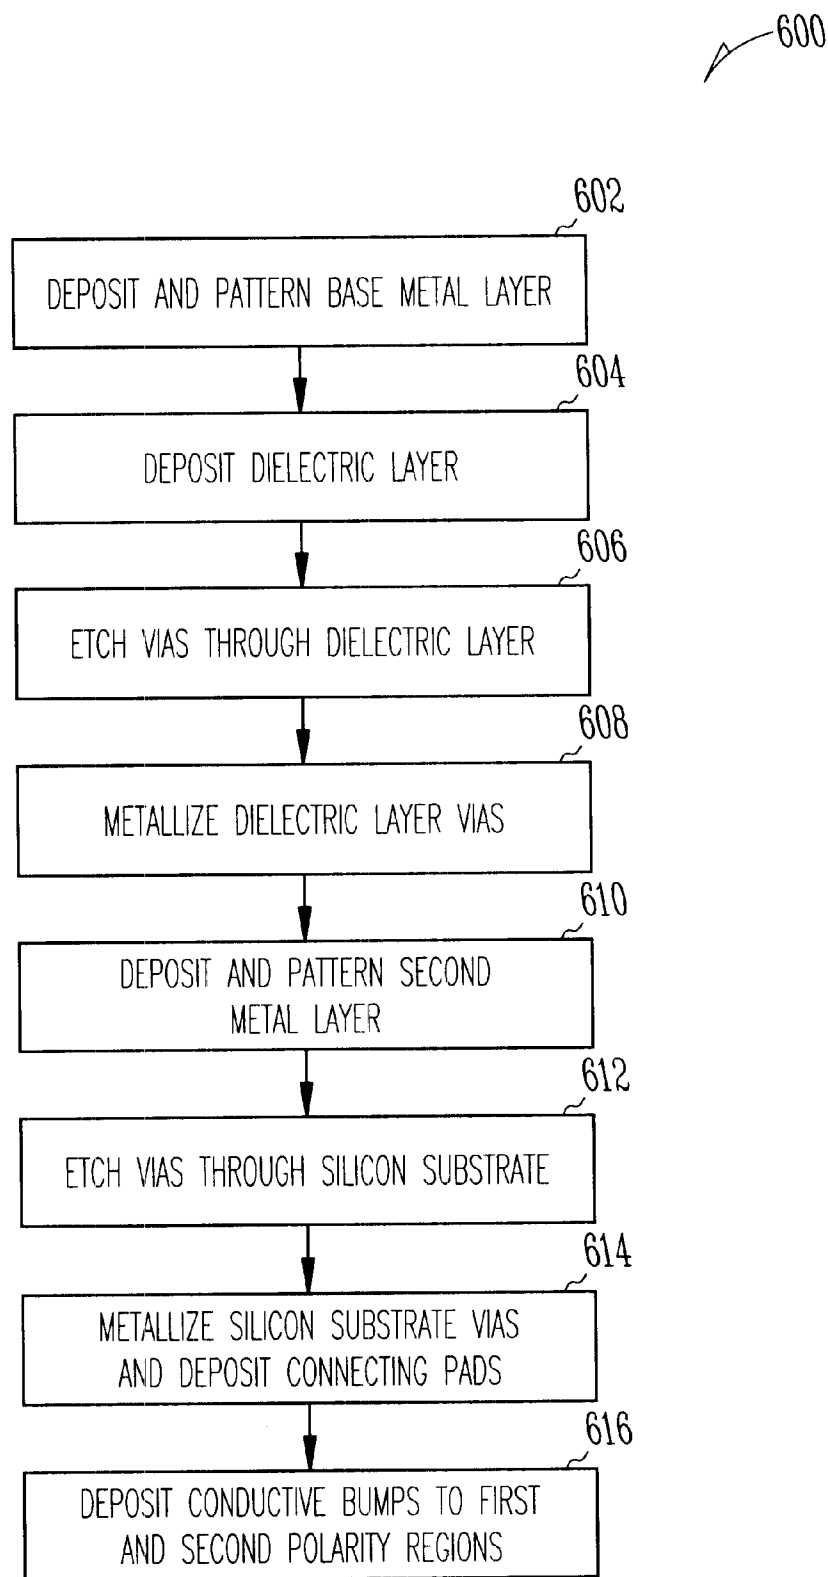 600
602
DEPOSIT AND PATTERN BASE METAL LAYER
604
DEPOSIT DIELECTRIC LAYER
606
ETCH VIAS THROUGH DIELECTRIC LAYER
608
METALLIZE DIELECTRIC LAYER VIAS
610
DEPOSIT AND PATTERN SECOND
METAL LAYER
612
ETCH VIAS THROUGH SILICON SUBSTRATE
614
METALLIZE SILICON SUBSTRATE VIAS
AND DEPOSIT CONNECTING PADS
616
DEPOSIT CONDUCTIVE BUMPS TO FIRST
AND SECOND POLARITY REGIONS